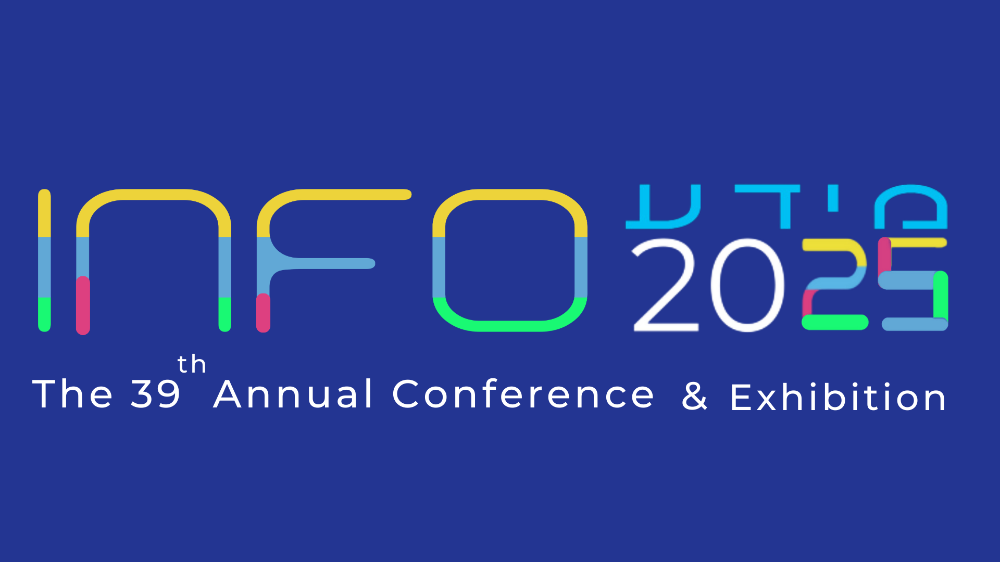 INFO מידע
2025
The 39th Annual Conference & Exhibition